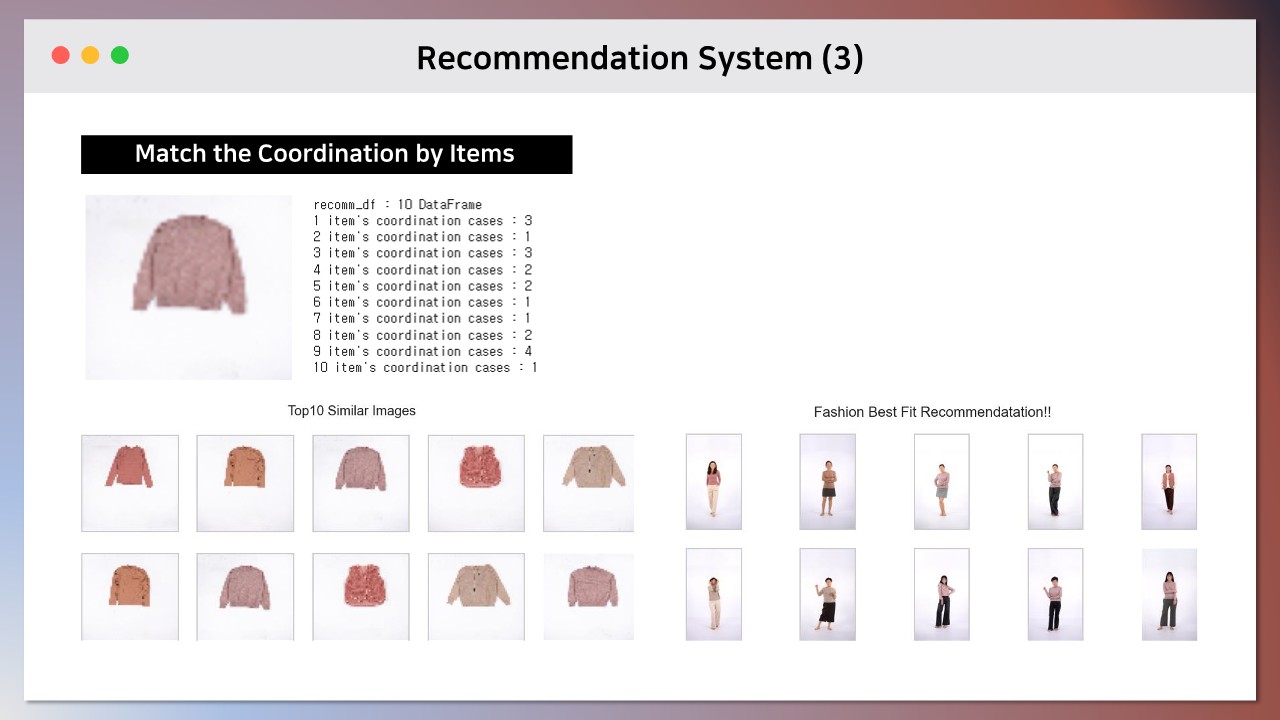 Recommendation System (3)
Match the Coordination by Items
recomm_df : 10 DataFrame
1 item's coordination cases : 3
2 item's coordination cases : 1
3 item's coordination cases : 3
4 item's coordination cases : 2
5 item's coordination cases : 2
6 item's coordination cases : 1
7 item's coordination cases : 1
8 item's coordination cases : 2
9 item's coordination cases : 4
10 item's coordination cases : 1
Top10 Similar Images
Fashion Best Fit Recommendatation!!